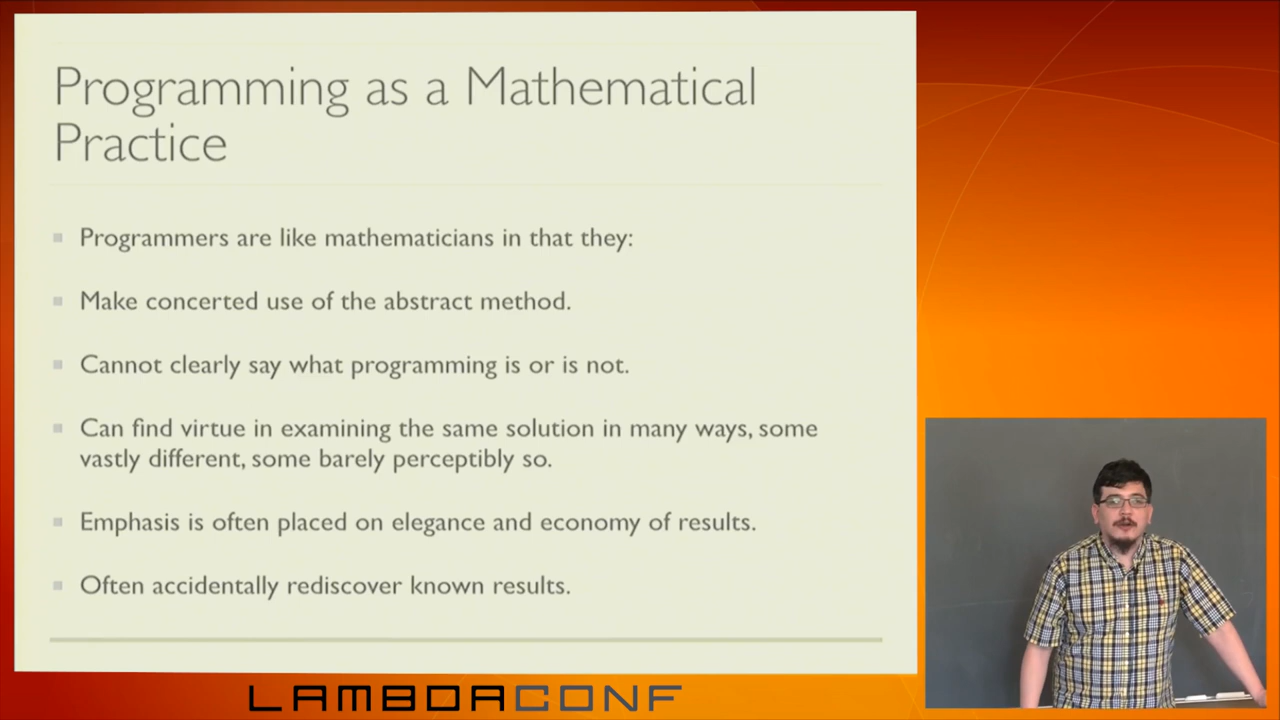 Programming as a Mathematical
Practice
Programmers are like mathematicians in that they:
Make concerted use of the abstract method.
Cannot clearly say what programming is or is not.
Can find virtue in examining the same solution in many ways, some
vastly different, some barely perceptibly so.
Emphasis is often placed on elegance and economy of results.
Often accidentally rediscover known results.
LAMBDACONF